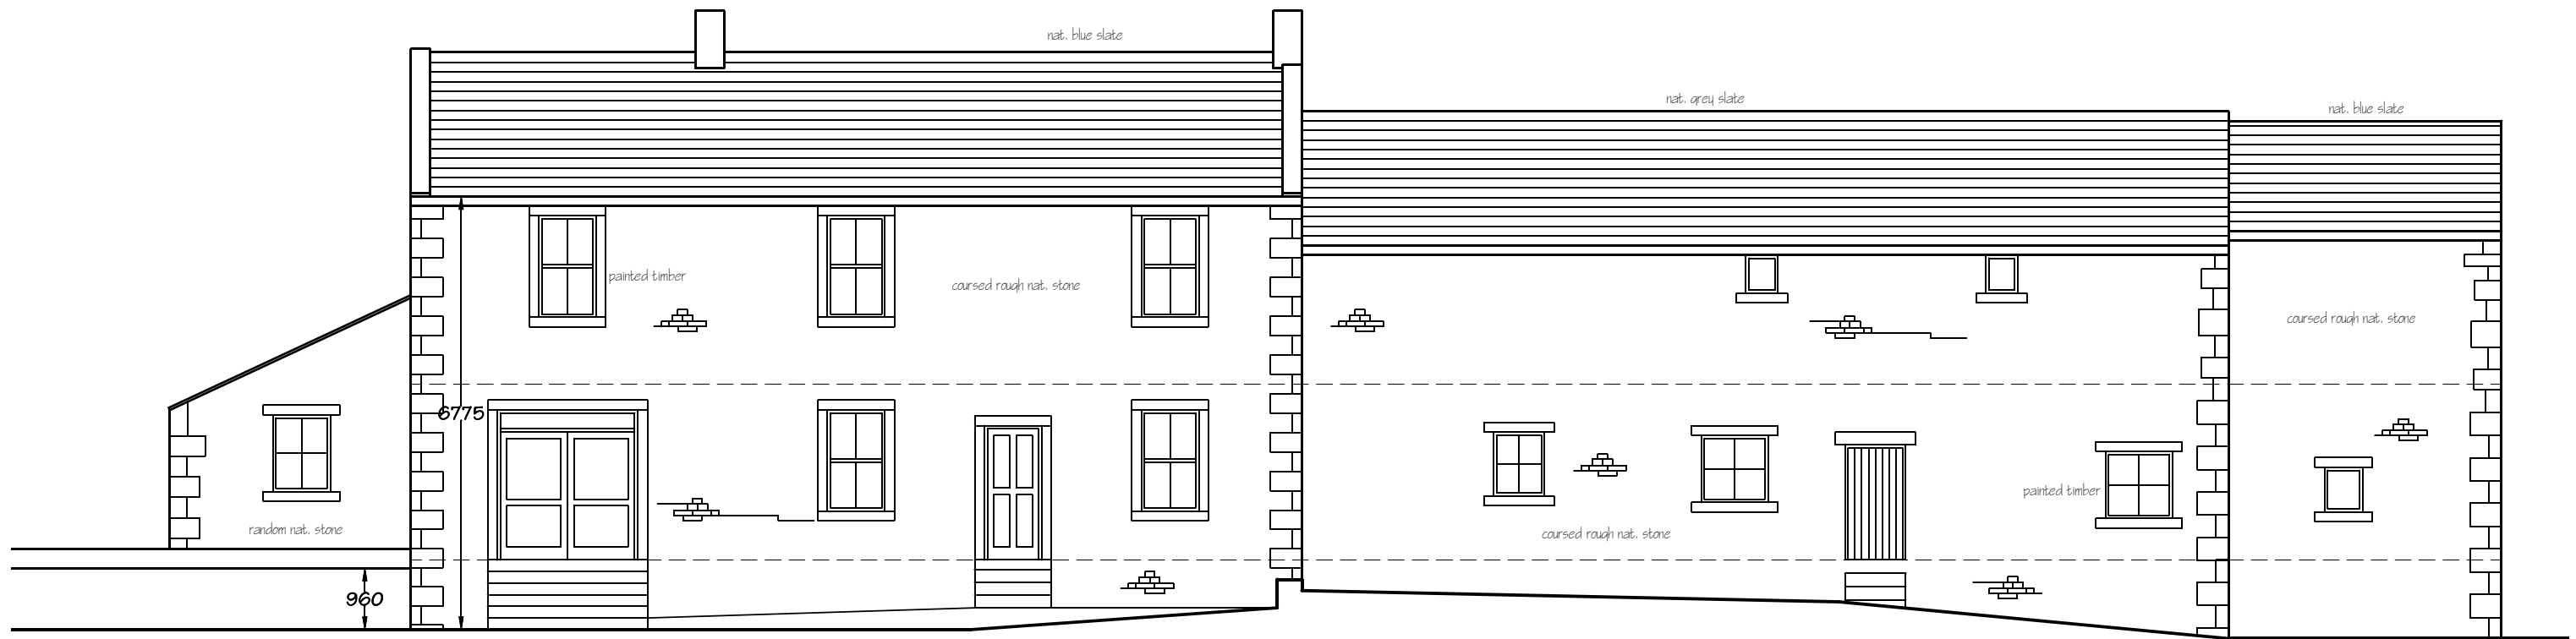 nat. blue slate
nat. grey slate
nat. blue slate
painted timber
coursed rough nat. stone
coursed rough nat. stone
6775
painted timber
random nat. stone
coursed rough nat. stone
960